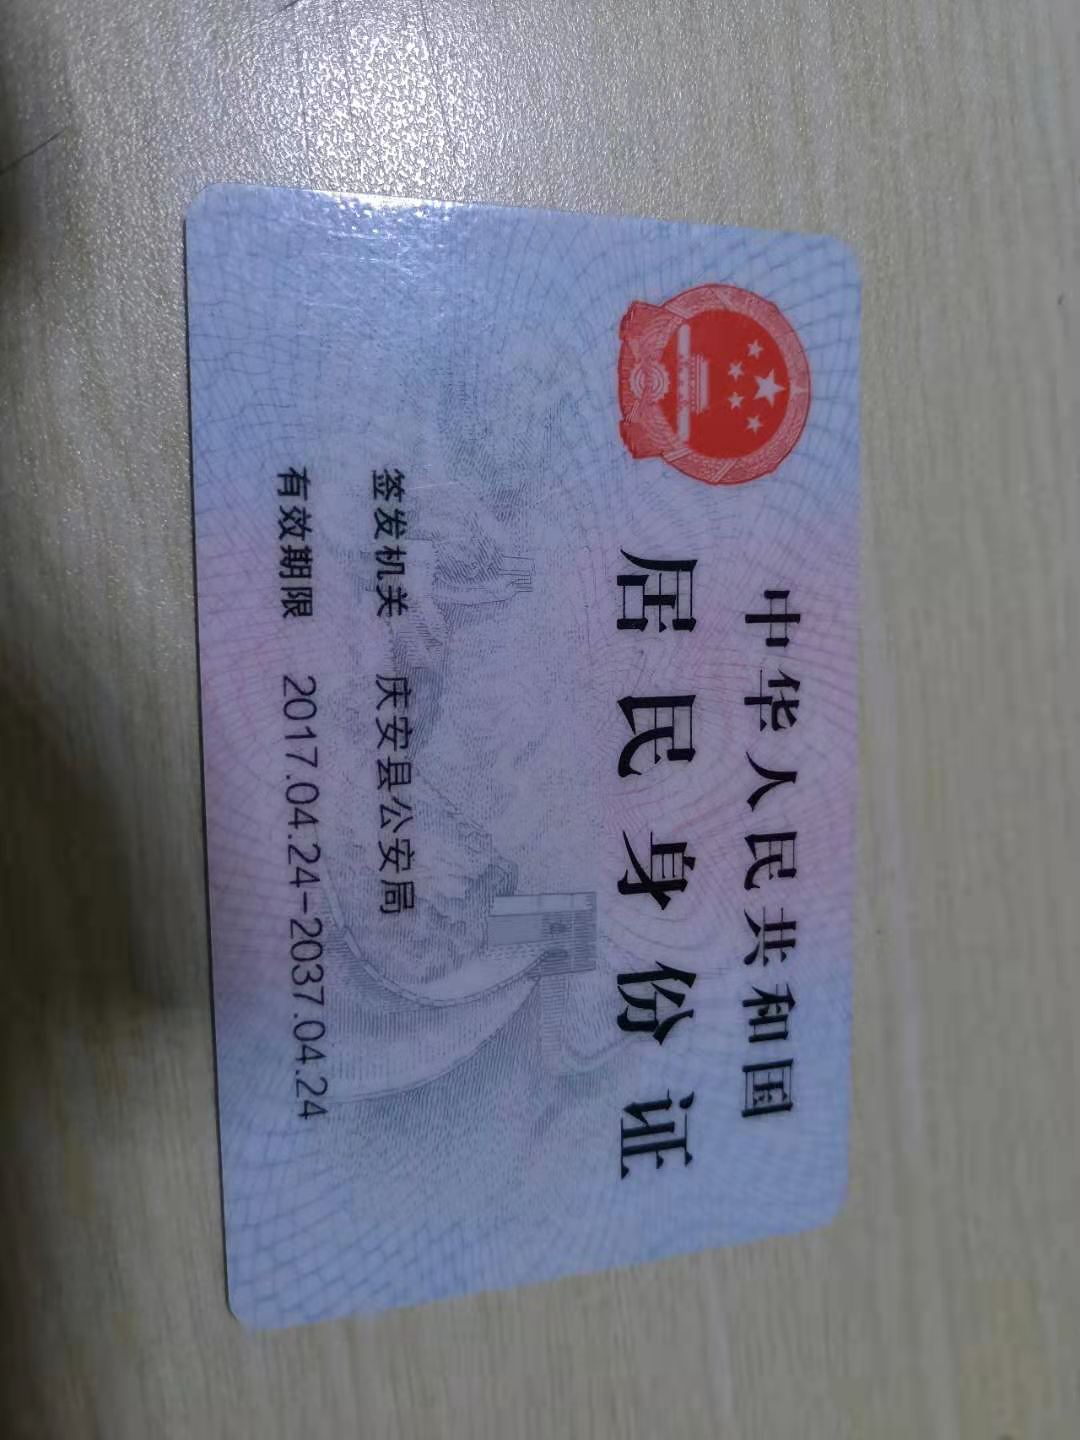 中华人民共和国
居民身份证
签发机关 庆安县公安局
有效期限 2017.04.24-2037.04.24